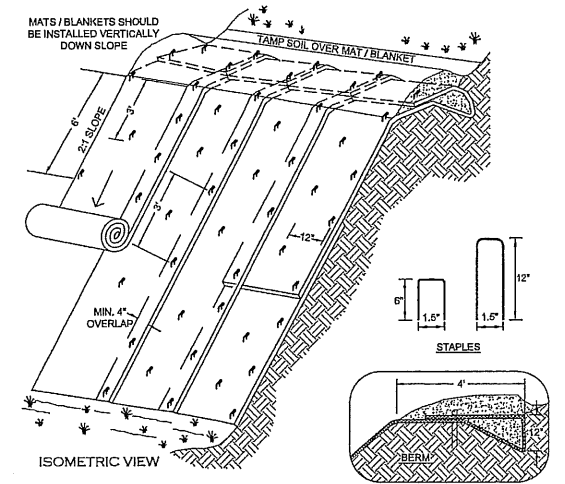 MATS / BLANKETS SHOULD
BE INSTALLED VERTICALLY
DOWN SLOPE
TAMP SOIL OVER MAT / BLANKET
6'
2:1 SLOPE
3'
3'
12"
MIN. 4"
OVERLAP
6"
1.5"
1.5"
12"
STAPLES
4'
12"
BERM
ISOMETRIC VIEW